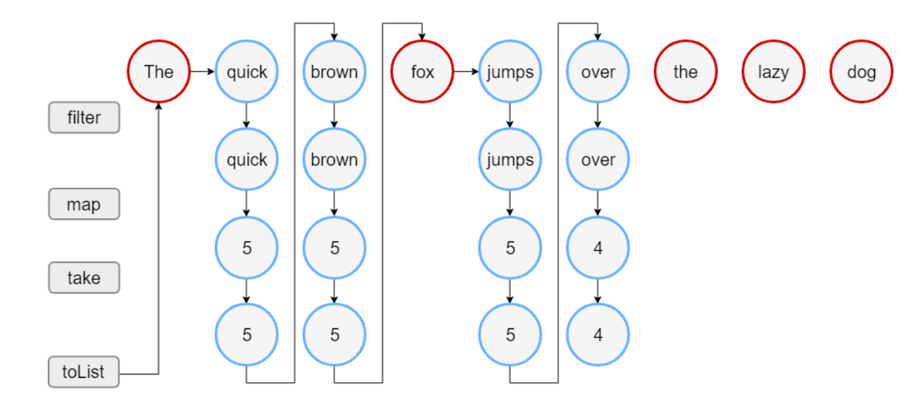 The quick brown fox jumps over the lazy dog
filter
quick brown jumps over
map
5 5 5 4
take
5 5 5 4
toList